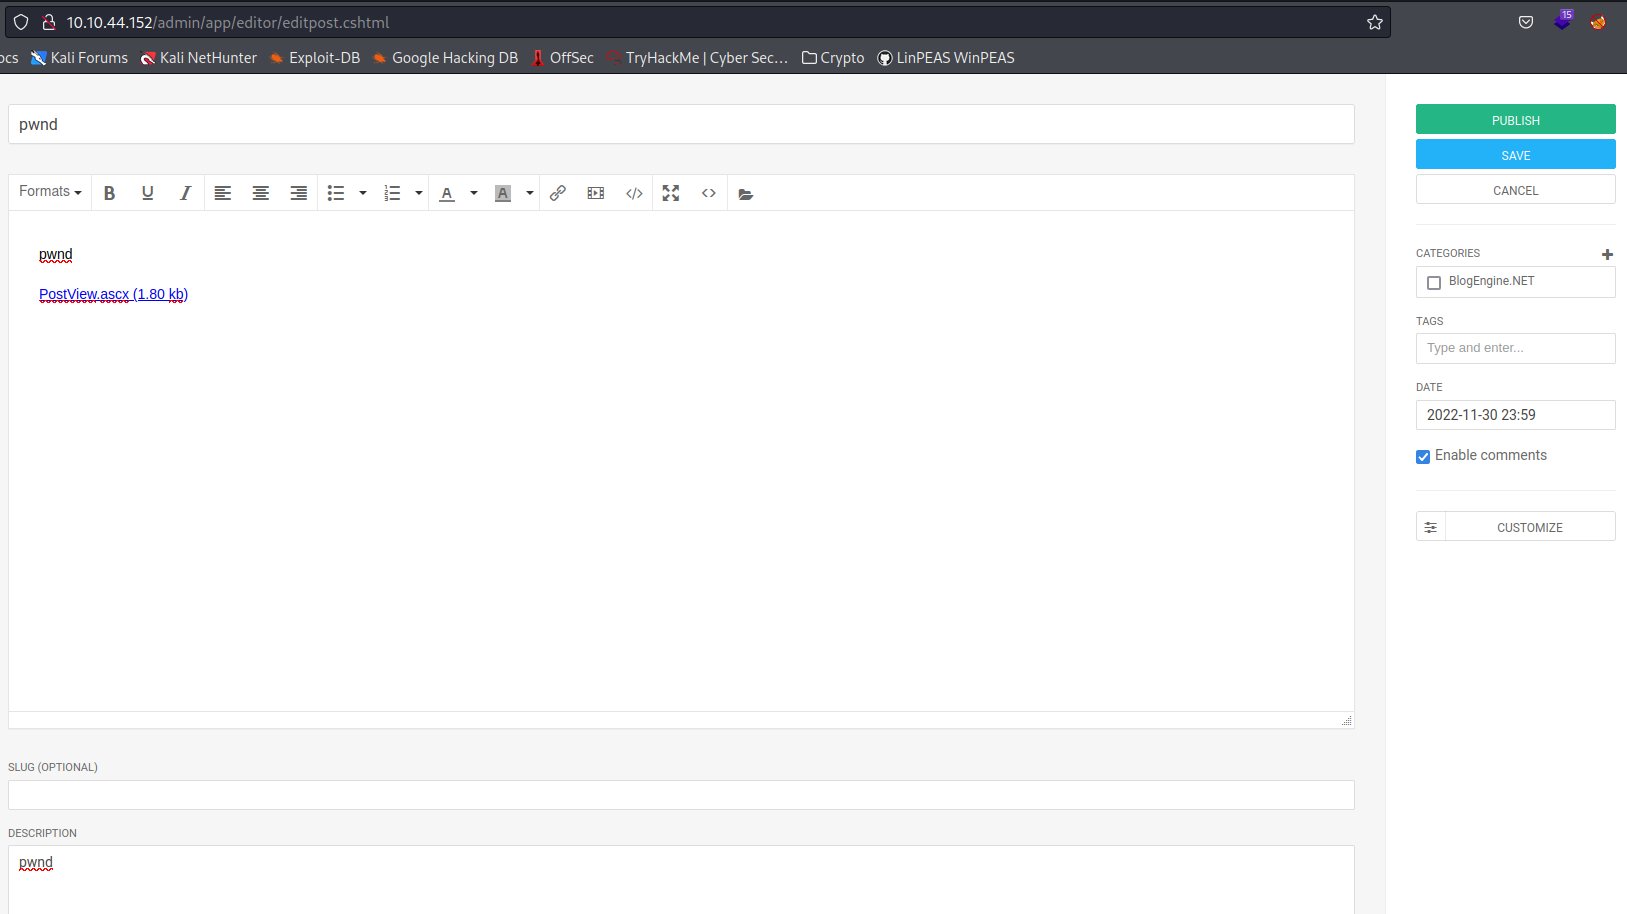 10.10.44.152/admin/app/editor/editpost.cshtml
15
ocs Kali Forums Kali NetHunter Exploit-DB Google Hacking DB OffSec TryHackMe | Cyber Sec... Crypto LinPEAS WinPEAS
pwnd
Formats B U I A A
pwnd
PostView.ascx (1.80 kb)
SLUG (OPTIONAL)
DESCRIPTION
pwnd
PUBLISH
SAVE
CANCEL
CATEGORIES
BlogEngine.NET
TAGS
Type and enter...
DATE
2022-11-30 23:59
Enable comments
CUSTOMIZE